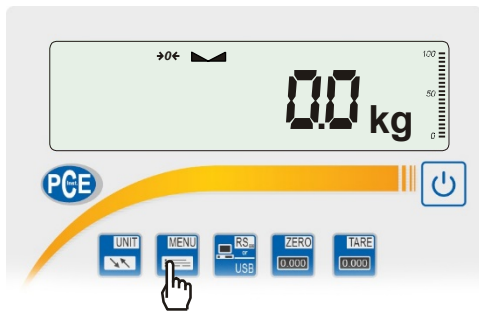 →0←
100
50
0
0.0 kg
PCE
test
UNIT
MENU
RS
or
USB
ZERO
0.000
TARE
0.000